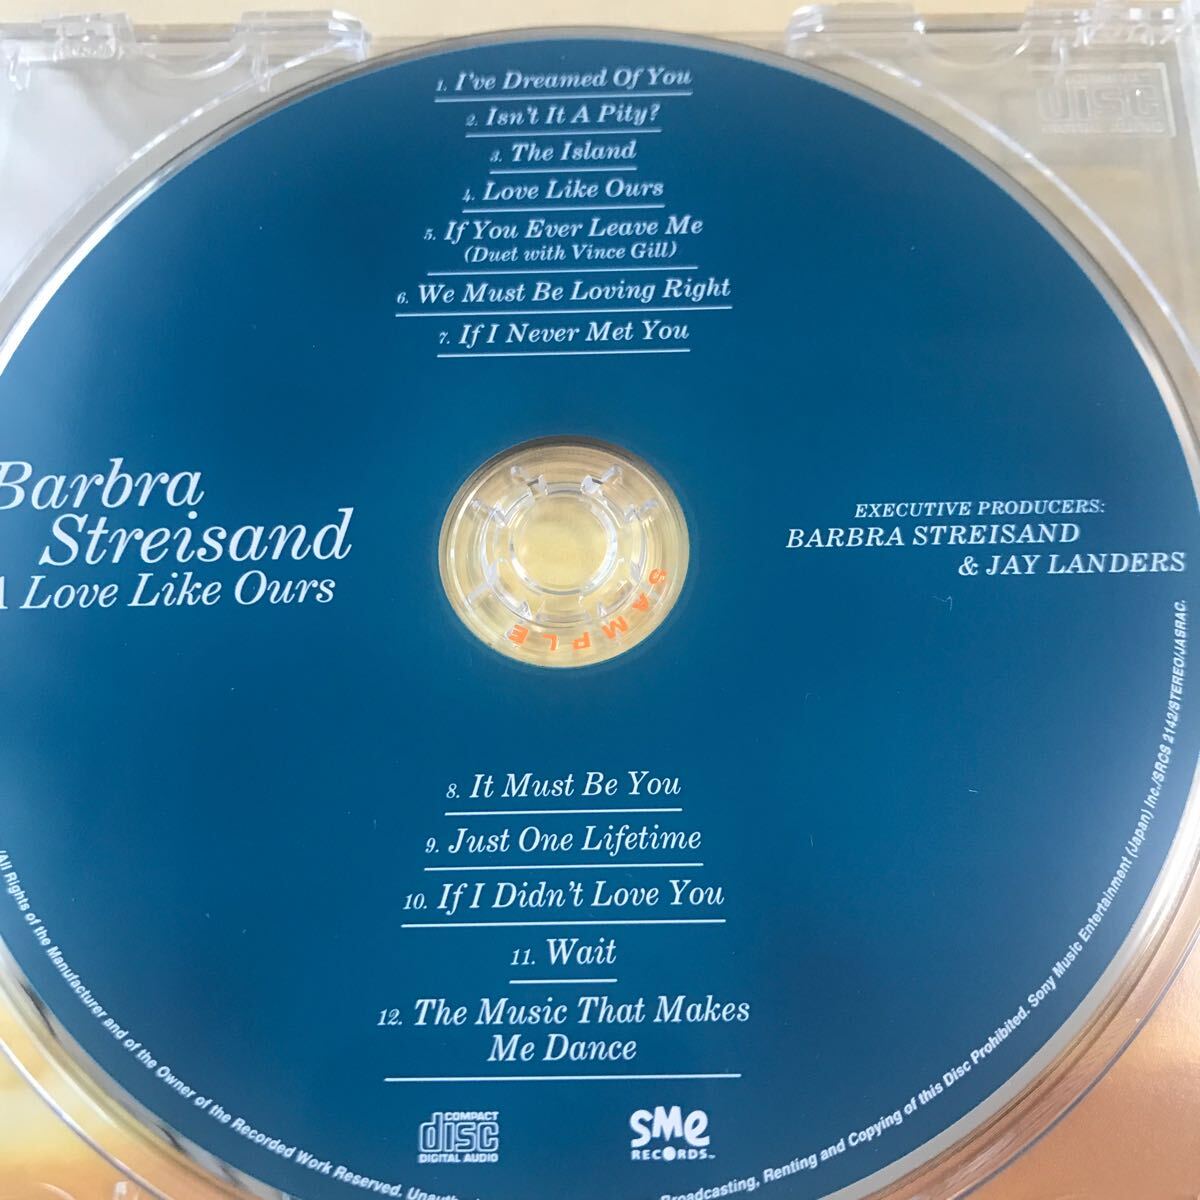 1. I've Dreamed Of You
2. Isn't It A Pity?
3. The Island
4. Love Like Ours
5. If You Ever Leave Me
(Duet with Vince Gill)
6. We Must Be Loving Right
7. If I Never Met You
Barbra
Streisand
A Love Like Ours
EXECUTIVE PRODUCERS:
BARBRA STREISAND
& JAY LANDERS
SAMPLE
8. It Must Be You
9. Just One Lifetime
10. If I Didn't Love You
11. Wait
12. The Music That Makes
Me Dance
COMPACT
disc
DIGITAL AUDIO
SMe
RECORDS
/All Rights of the Manufacturer and of the Owner of the Recorded Work Reserved.
Broadcasting, Renting and Copying of this Disc Prohibited. Sony Music Entertainment (Japan) Inc./SRCS 2142/STEREO/JASRAC.
disc